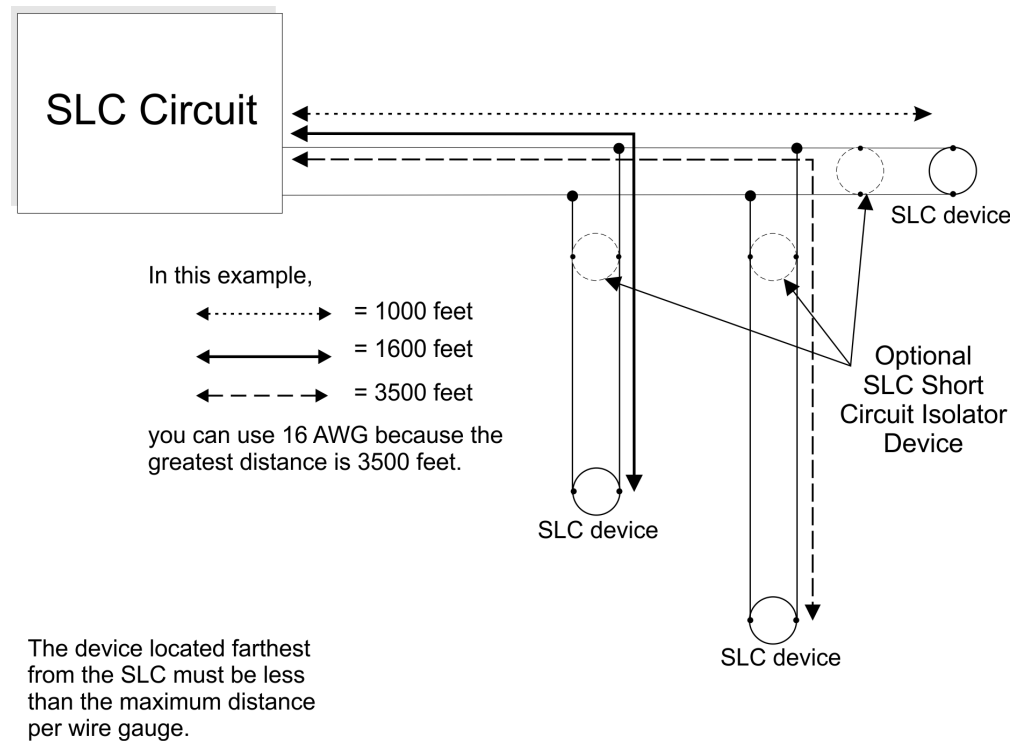 SLC Circuit
SLC device
In this example,
= 1000 feet
= 1600 feet
= 3500 feet
you can use 16 AWG because the
greatest distance is 3500 feet.
Optional
SLC Short
Circuit Isolator
Device
SLC device
SLC device
The device located farthest
from the SLC must be less
than the maximum distance
per wire gauge.